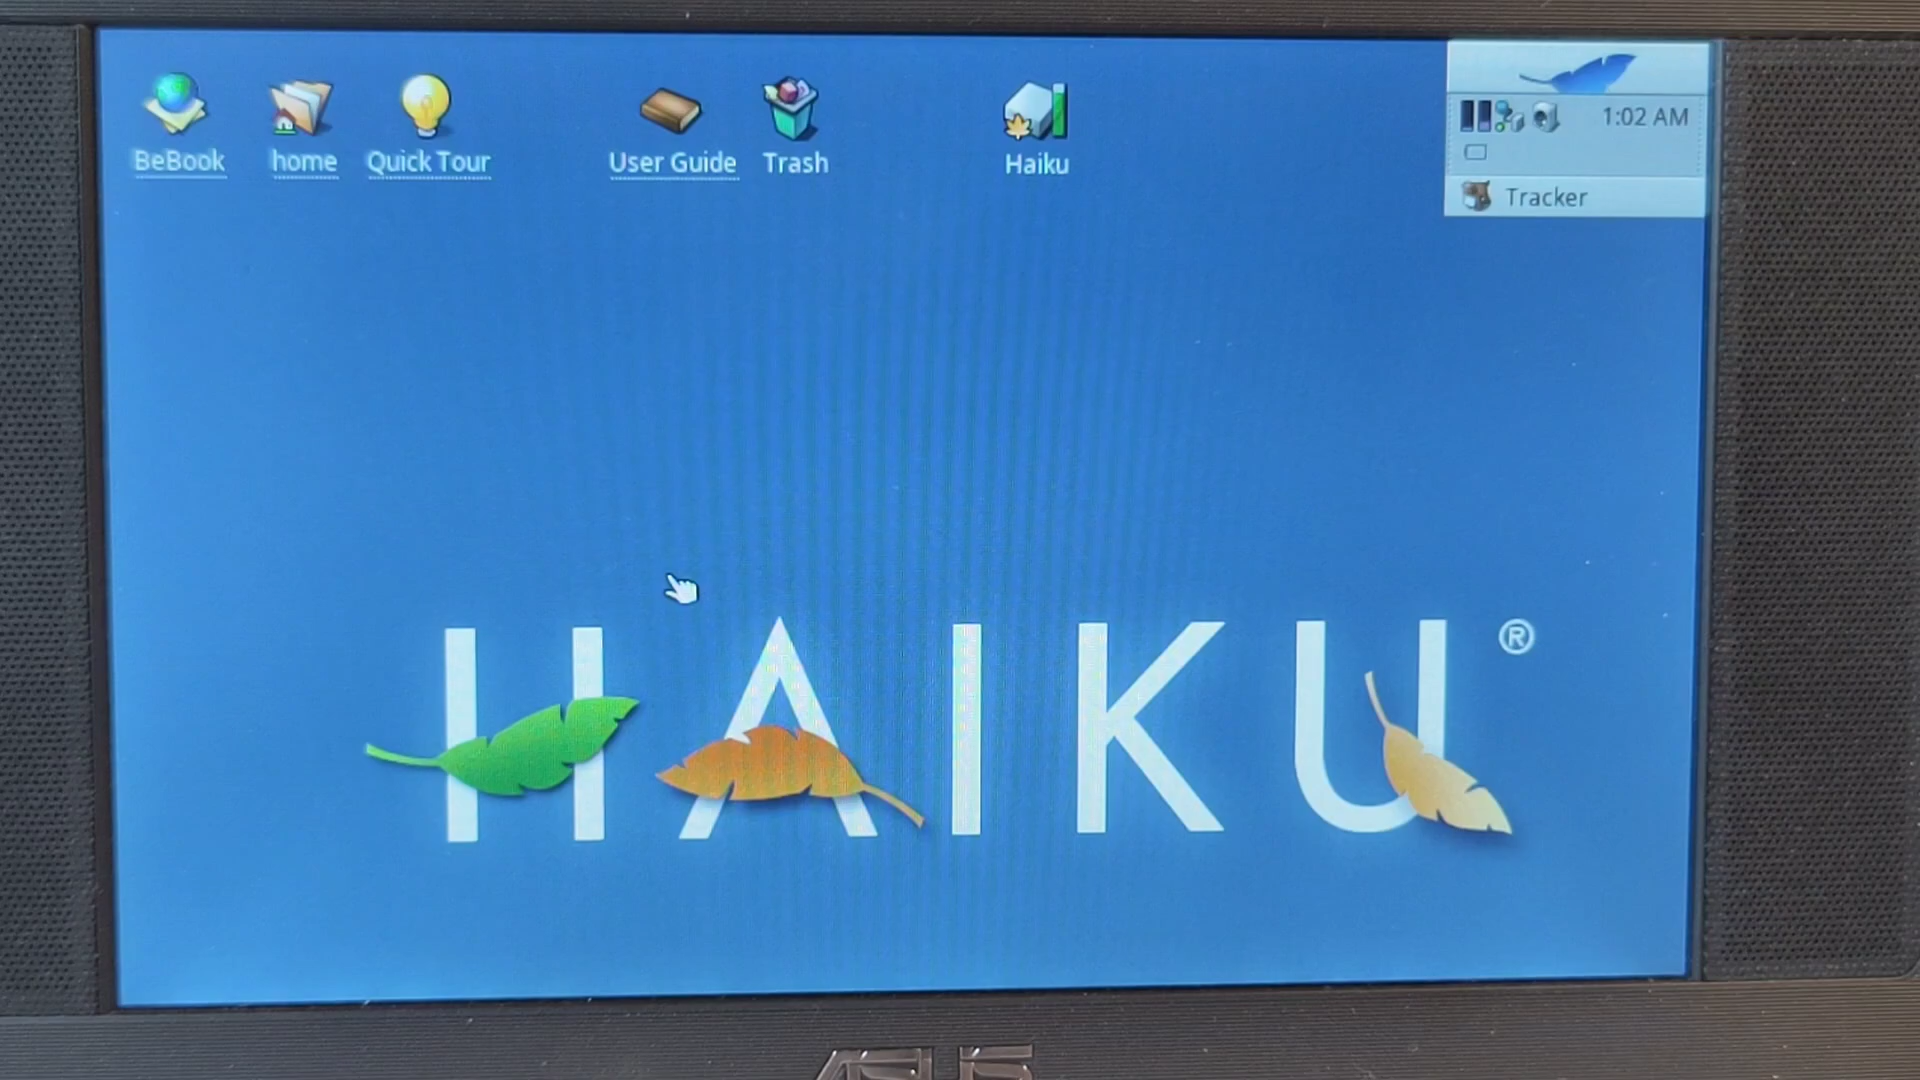 BeBook
home
Quick Tour
User Guide
Trash
Haiku
1:02 AM
Tracker
HAIKU®
ASUS